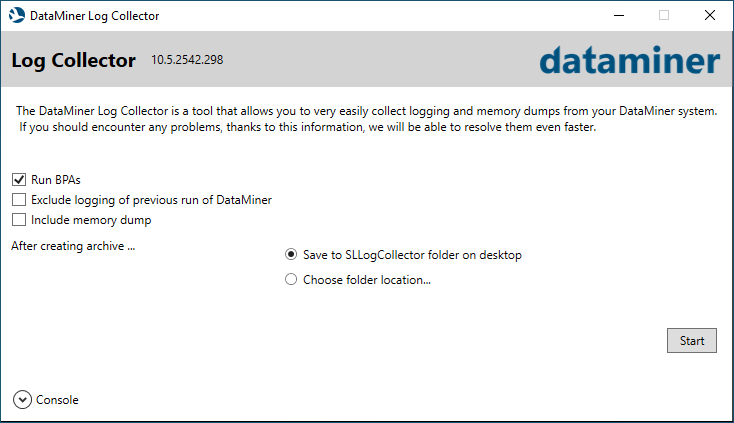 DataMiner Log Collector
Log Collector 10.5.2542.298 dataminer
The DataMiner Log Collector is a tool that allows you to very easily collect logging and memory dumps from your DataMiner system.
If you should encounter any problems, thanks to this information, we will be able to resolve them even faster.
Run BPAs
Exclude logging of previous run of DataMiner
Include memory dump
After creating archive ...
Save to SLLogCollector folder on desktop
Choose folder location...
Start
Console